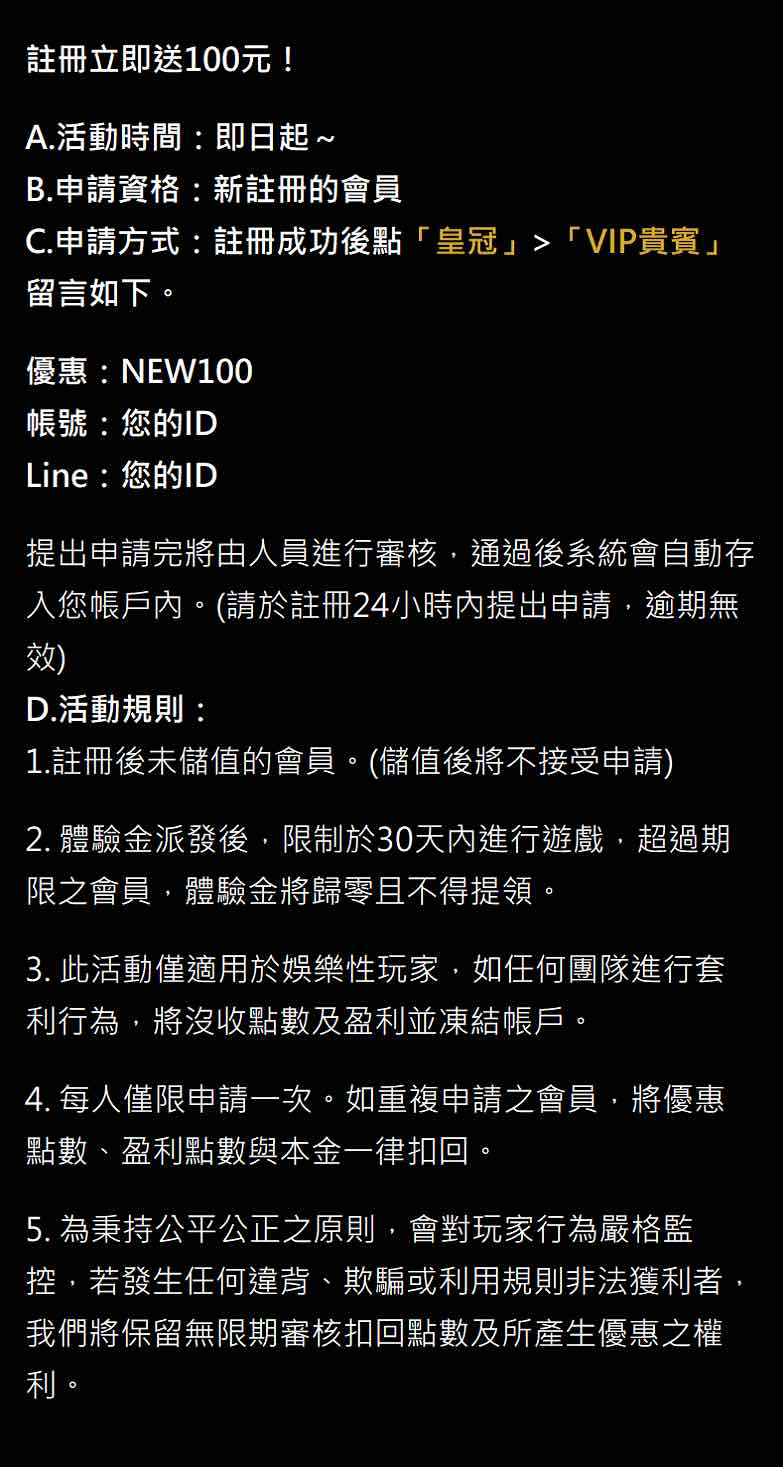 註冊立即送100元！
A.活動時間：即日起～
B.申請資格：新註冊的會員
C.申請方式：註冊成功後點「皇冠」>「VIP貴賓」
留言如下。
優惠：NEW100
帳號：您的ID
Line：您的ID
提出申請完將由人員進行審核，通過後系統會自動存
入您帳戶內。(請於註冊24小時內提出申請，逾期無
效)
D.活動規則：
1.註冊後未儲值的會員。(儲值後將不接受申請)
2. 體驗金派發後，限制於30天內進行遊戲，超過期
限之會員，體驗金將歸零且不得提領。
3. 此活動僅適用於娛樂性玩家，如任何團隊進行套
利行為，將沒收點數及盈利並凍結帳戶。
4. 每人僅限申請一次。如重複申請之會員，將優惠
點數、盈利點數與本金一律扣回。
5. 為秉持公平公正之原則，會對玩家行為嚴格監
控，若發生任何違背、欺騙或利用規則非法獲利者，
我們將保留無限期審核扣回點數及所產生優惠之權
利。